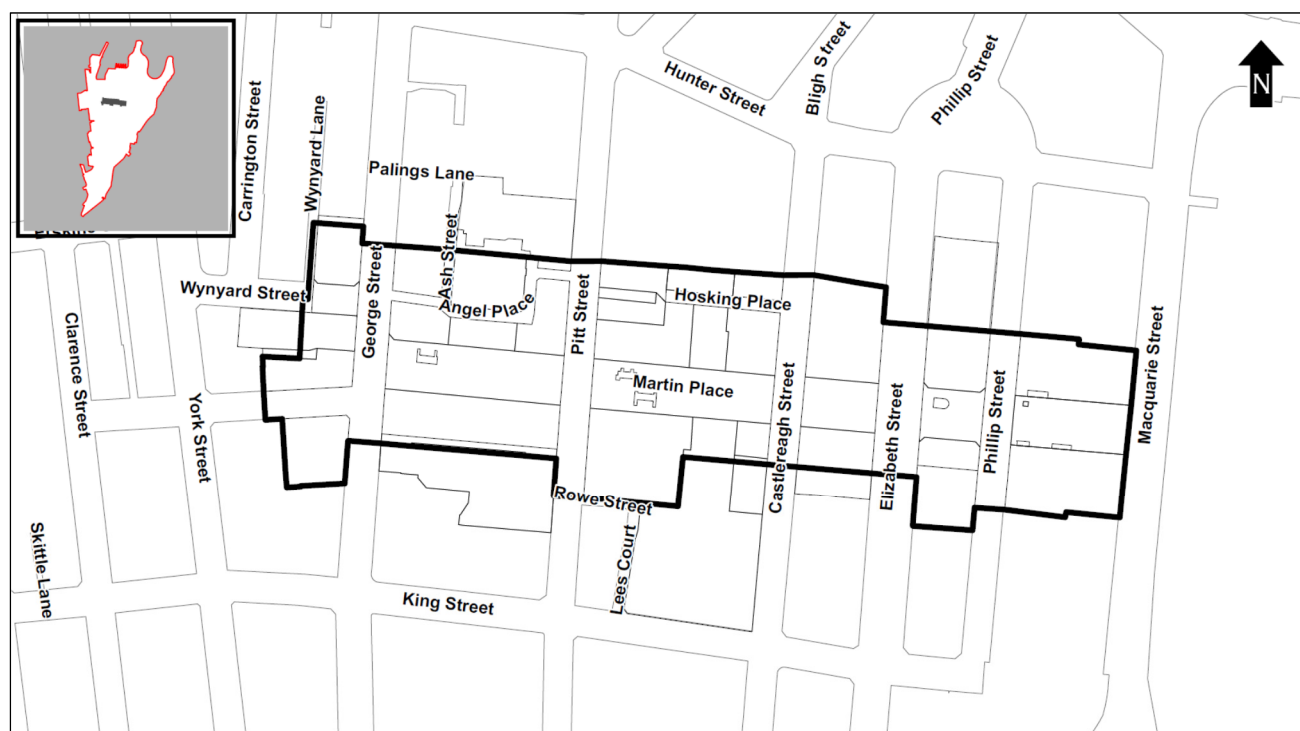 Bligh Street
Phillip Street
Hunter Street
N
Carrington Street
Wynyard Lane
Palings Lane
Ash Street
George Street
Wynyard Street
Angel Place
Pitt Street
Hosking Place
Macquarie Street
Clarence Street
Martin Place
Castlereagh Street
Elizabeth Street
Phillip Street
York Street
Rowe Street
Skittle Lane
Lees Court
King Street